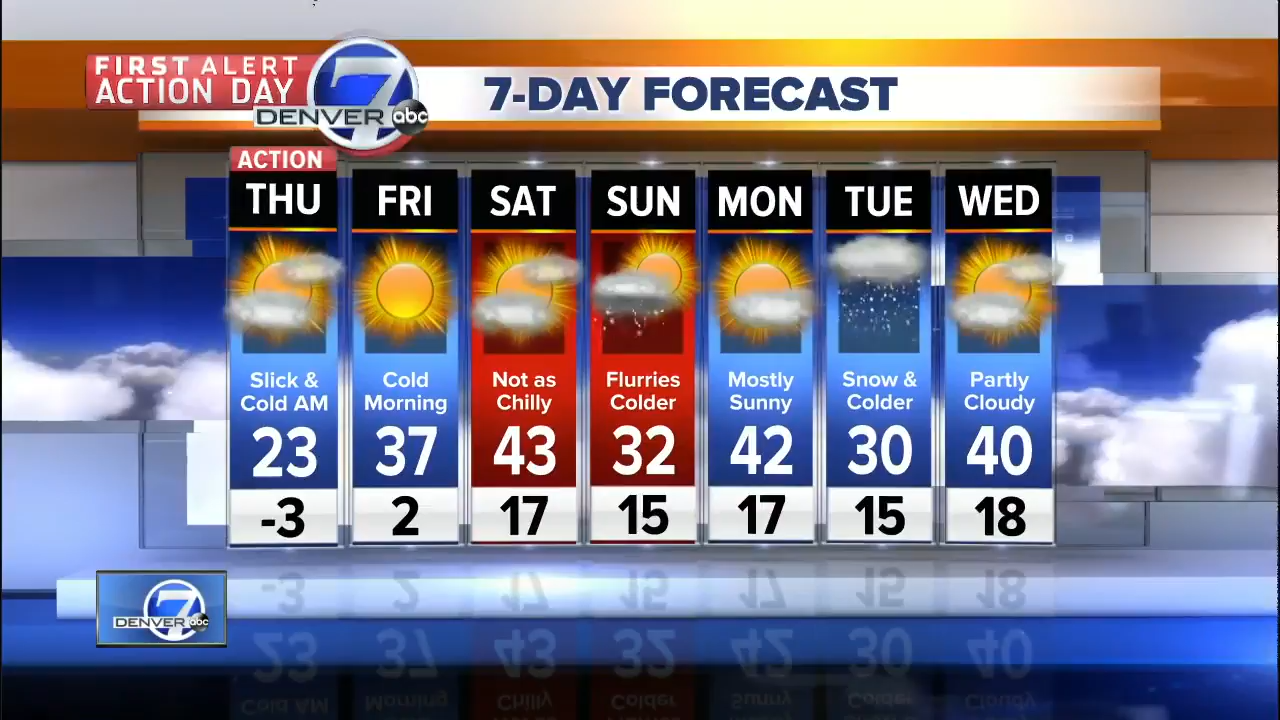 FIRST ALERT
ACTION DAY
7
DENVER abc
7-DAY FORECAST
ACTION
THU FRI SAT SUN MON TUE WED
Slick & Cold Not as Flurries Mostly Snow & Partly
Cold AM Morning Chilly Colder Sunny Colder Cloudy
23 37 43 32 42 30 40
-3 2 17 15 17 15 18
7
DENVER abc